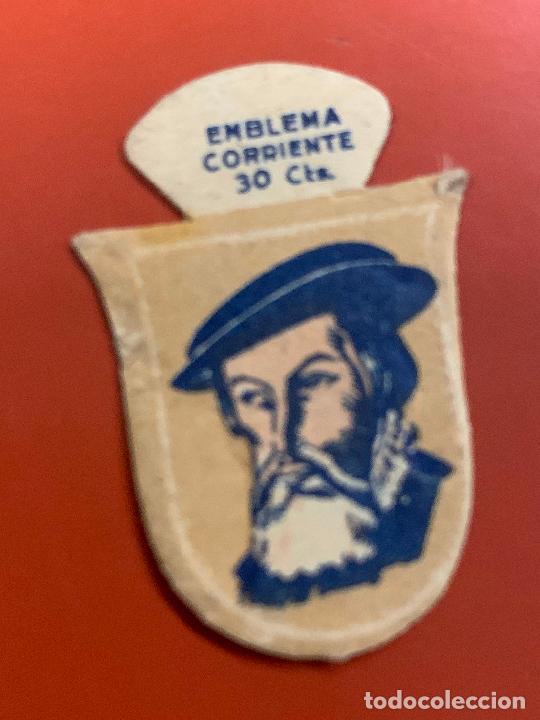 EMBLEMA
CORRIENTE
30 Cts.
todocoleccion